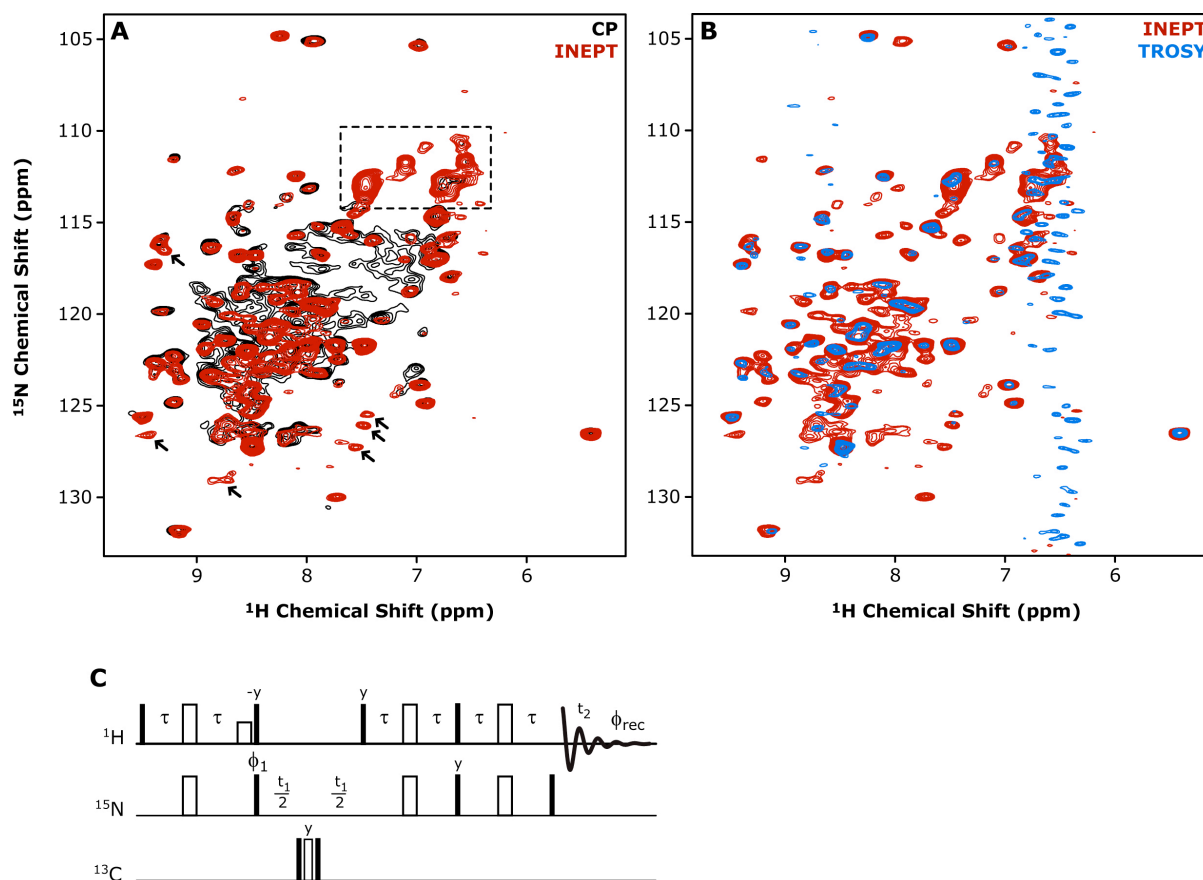 A
CP
INEPT
105
110
115
120
125
130
9
8
7
6
15N Chemical Shift (ppm)
1H Chemical Shift (ppm)
B
INEPT
TROSY
105
110
115
120
125
130
9
8
7
6
1H Chemical Shift (ppm)
C
-y y t2
τ τ τ τ τ τ ϕrec
1H
ϕ1 t1/2 t1/2 y
15N
y
13C